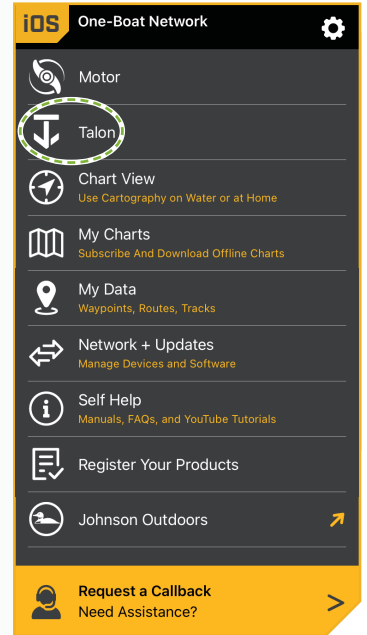 iOS One-Boat Network
Motor
Talon
Chart View
Use Cartography on Water or at Home
My Charts
Subscribe And Download Offline Charts
My Data
Waypoints, Routes, Tracks
Network + Updates
Manage Devices and Software
Self Help
Manuals, FAQs, and YouTube Tutorials
Register Your Products
Johnson Outdoors
Request a Callback
Need Assistance?